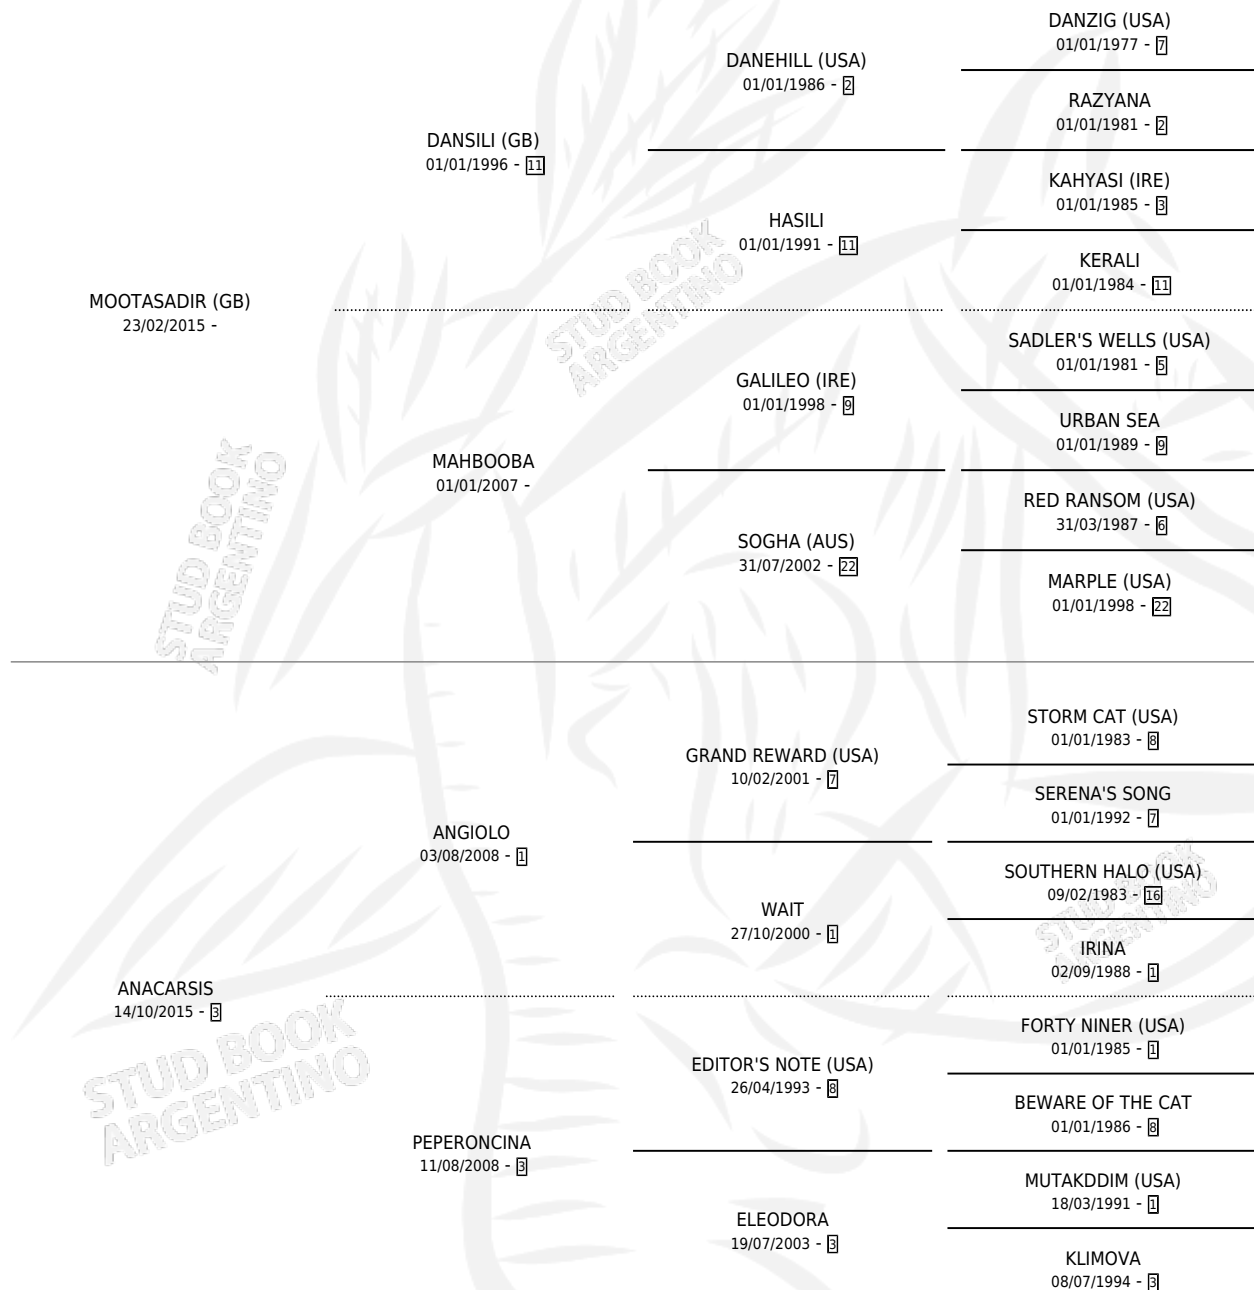 DANZIG (USA)
01/01/1977 - 7
DANEHILL (USA)
01/01/1986 - 2
RAZYANA
01/01/1981 - 2
DANSILI (GB)
01/01/1996 - 11
KAHYASI (IRE)
01/01/1985 - 3
HASILI
01/01/1991 - 11
KERALI
01/01/1984 - 11
MOOTASADIR (GB)
23/02/2015 -
STUD BOOK
ARGENTINO
SADLER'S WELLS (USA)
01/01/1981 - 5
GALILEO (IRE)
01/01/1998 - 9
URBAN SEA
01/01/1989 - 9
MAHBOOBA
01/01/2007 -
RED RANSOM (USA)
31/03/1987 - 6
SOGHA (AUS)
31/07/2002 - 22
MARPLE (USA)
01/01/1998 - 22
STUD BOOK
ARGENTINO
STORM CAT (USA)
01/01/1983 - 8
GRAND REWARD (USA)
10/02/2001 - 7
SERENA'S SONG
01/01/1992 - 7
ANGIOLO
03/08/2008 - 1
SOUTHERN HALO (USA)
09/02/1983 - 16
WAIT
27/10/2000 - 1
STUD BOOK
ARGENTINO
IRINA
02/09/1988 - 1
ANACARSIS
14/10/2015 - 3
STUD BOOK
ARGENTINO
FORTY NINER (USA)
01/01/1985 - 1
EDITOR'S NOTE (USA)
26/04/1993 - 8
BEWARE OF THE CAT
01/01/1986 - 8
PEPERONCINA
11/08/2008 - 3
MUTAKDDIM (USA)
18/03/1991 - 1
ELEODORA
19/07/2003 - 3
KLIMOVA
08/07/1994 - 3